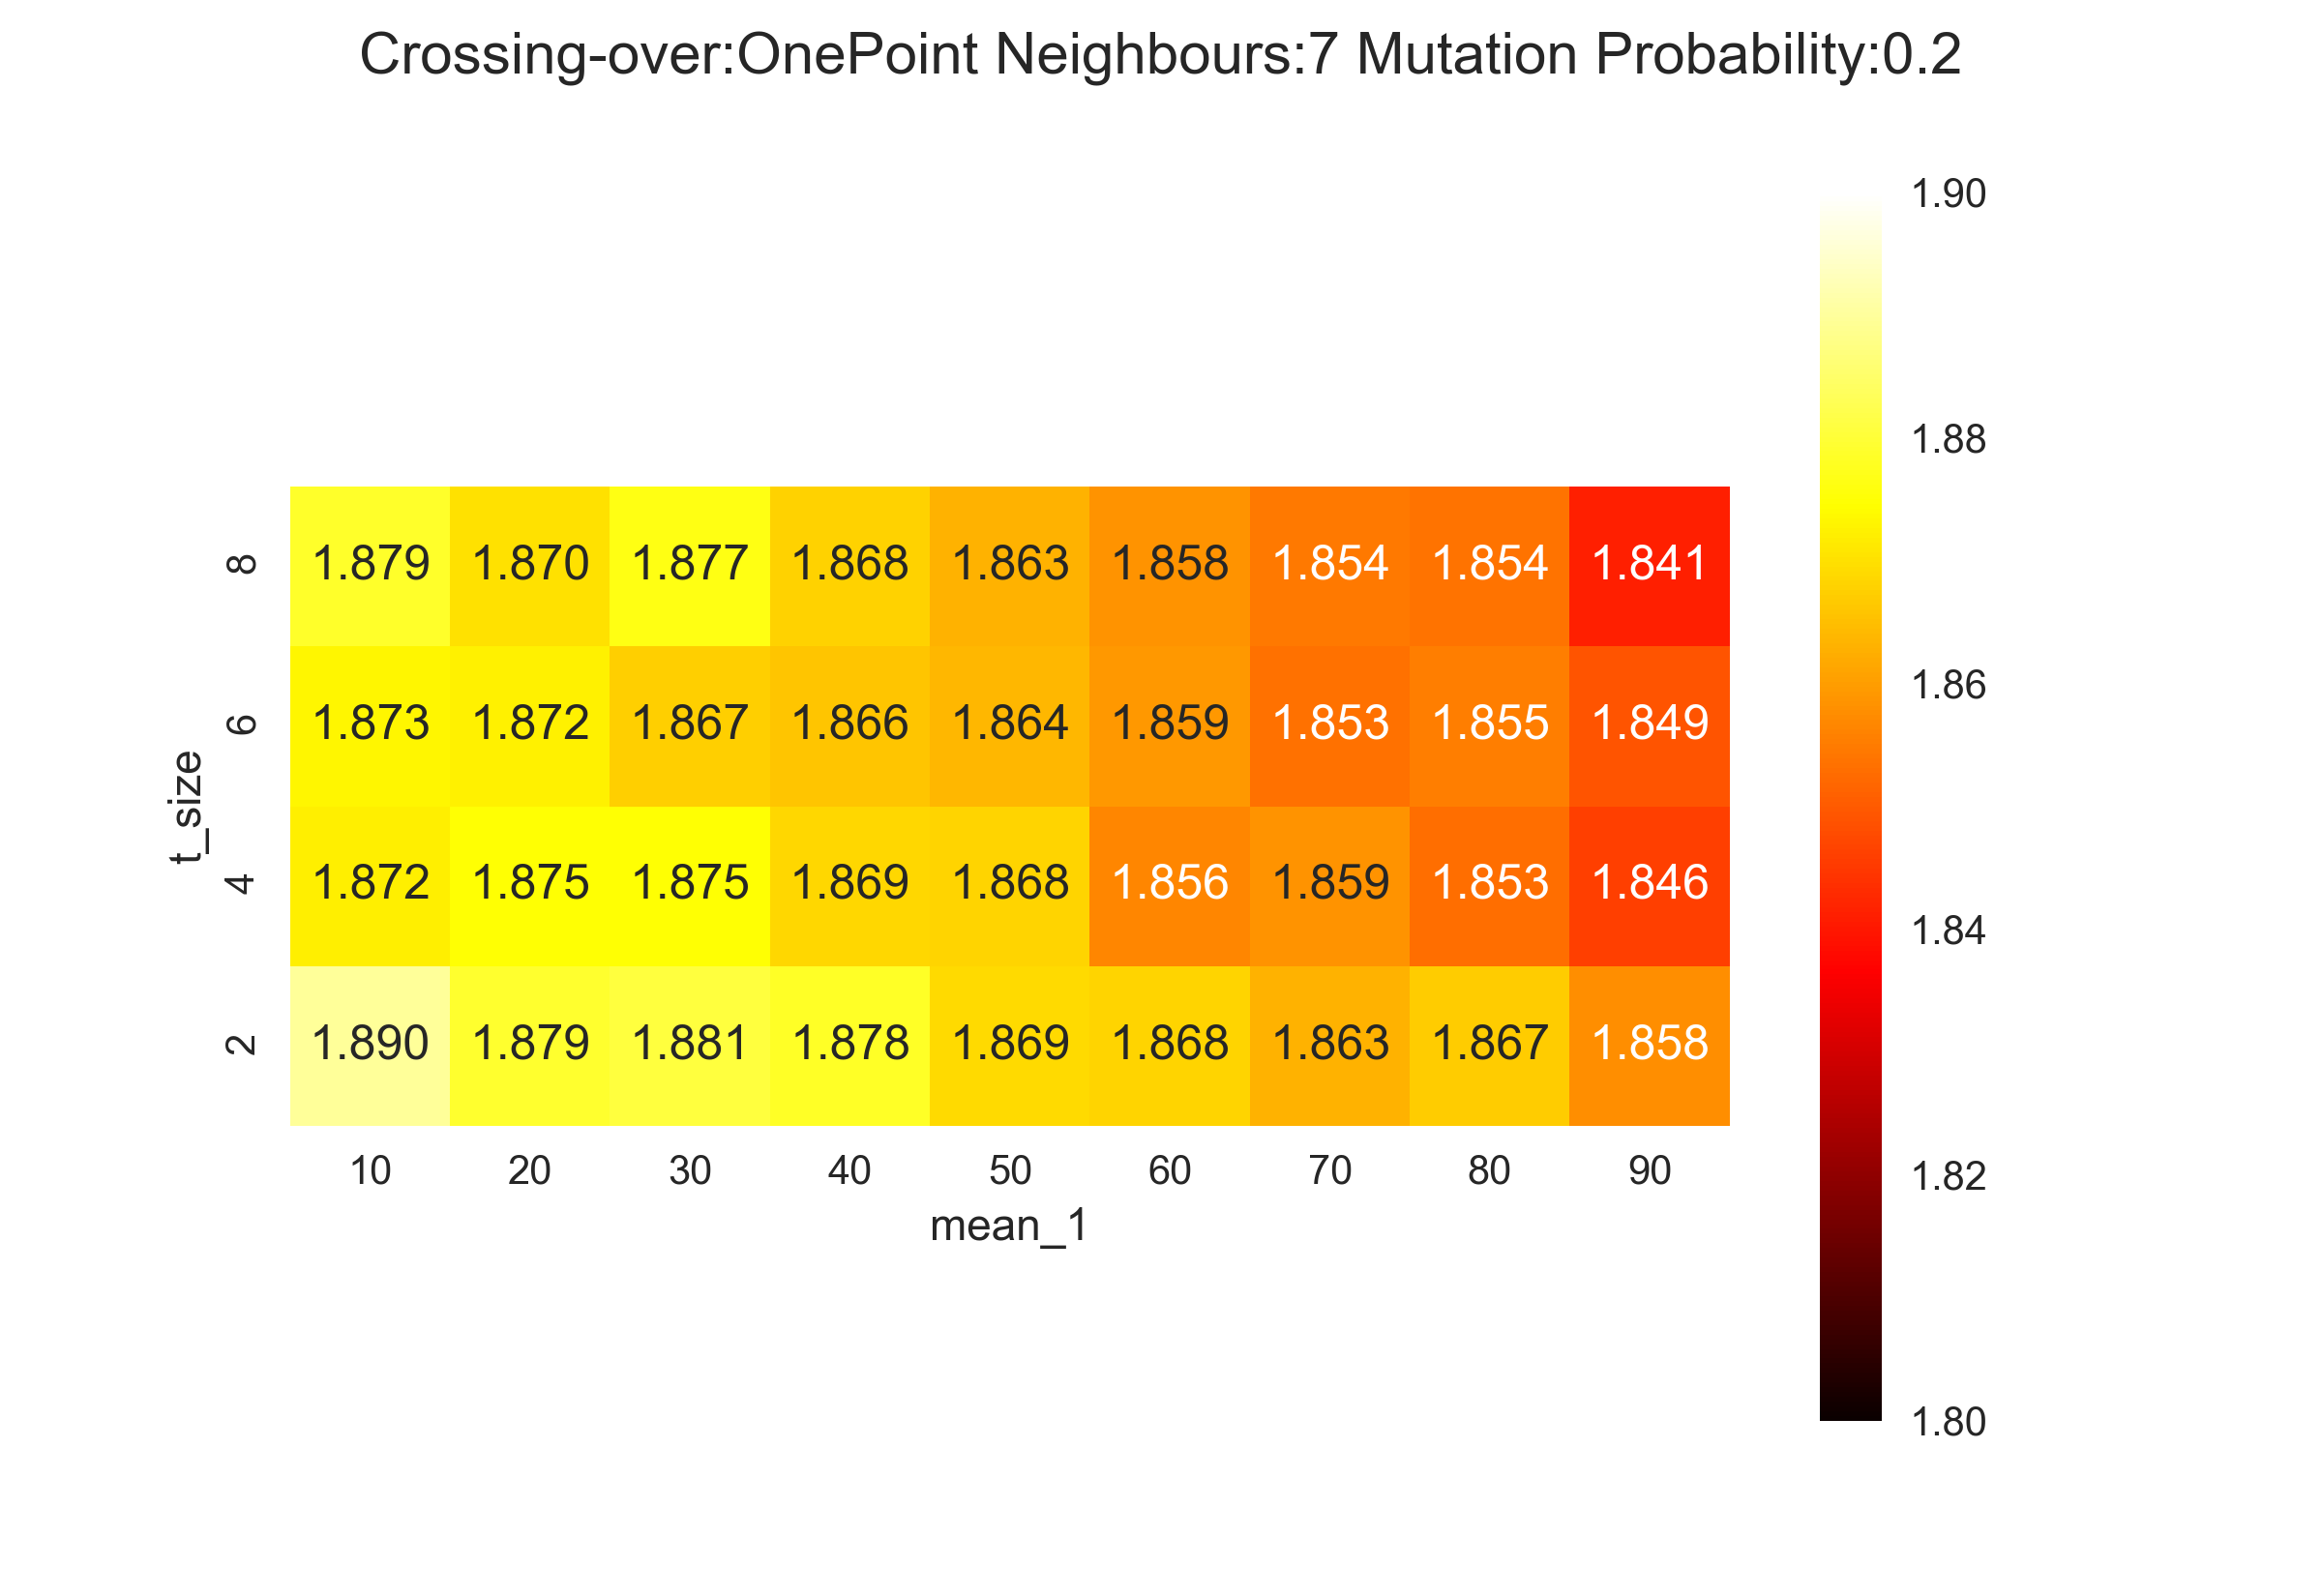 Crossing-over:OnePoint Neighbours:7 Mutation Probability:0.2
1.90
1.88
1.86
1.84
1.82
1.80
t_size
8 1.879 1.870 1.877 1.868 1.863 1.858 1.854 1.854 1.841
6 1.873 1.872 1.867 1.866 1.864 1.859 1.853 1.855 1.849
4 1.872 1.875 1.875 1.869 1.868 1.856 1.859 1.853 1.846
2 1.890 1.879 1.881 1.878 1.869 1.868 1.863 1.867 1.858
10 20 30 40 50 60 70 80 90
mean_1